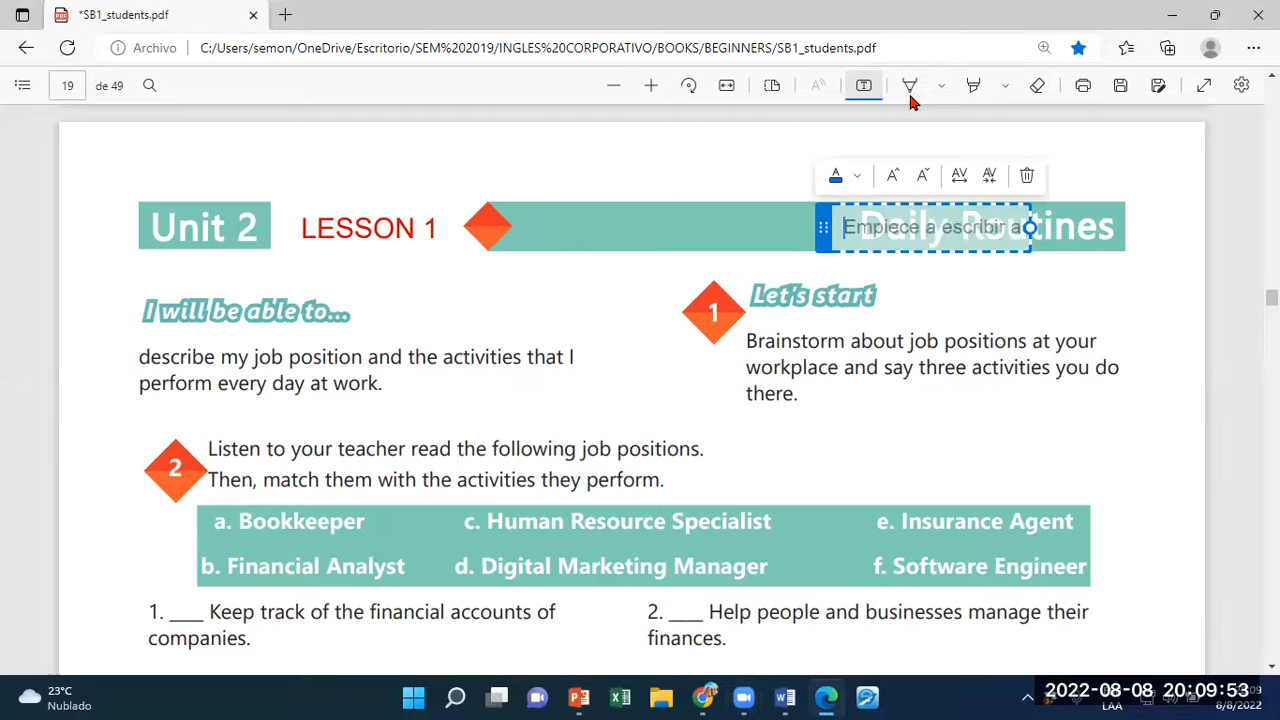 *SB1_students.pdf
Archivo C:/Users/semon/OneDrive/Escritorio/SEM%202019/INGLES%20CORPORATIVO/BOOKS/BEGINNERS/SB1_students.pdf
19 de 49
Unit 2 LESSON 1 Daily Routines
Empiece a escribir a
I will be able to...
Let's start
1
describe my job position and the activities that I
perform every day at work.
Brainstorm about job positions at your
workplace and say three activities you do
there.
2
Listen to your teacher read the following job positions.
Then, match them with the activities they perform.
a. Bookkeeper c. Human Resource Specialist e. Insurance Agent
b. Financial Analyst d. Digital Marketing Manager f. Software Engineer
1. ____ Keep track of the financial accounts of
companies.
2. ____ Help people and businesses manage their
finances.
23°C
Nublado
2022-08-08 20:09:53
LAA
8/8/2022